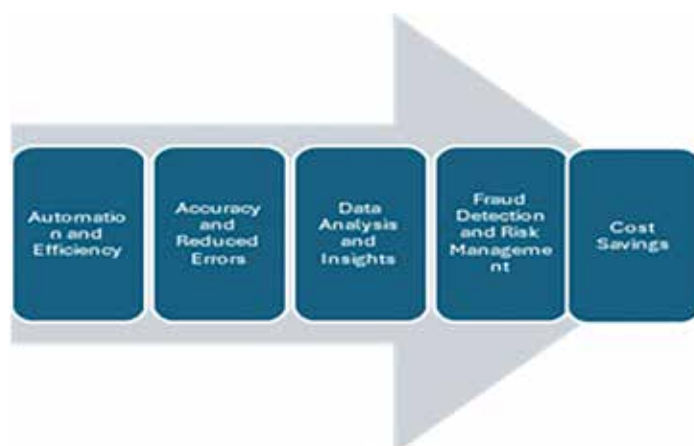 Automatio
n and
Efficiency
Accuracy
and
Reduced
Errors
Data
Analysis
and
Insights
Fraud
Detection
and Risk
Manageme
nt
Cost
Savings